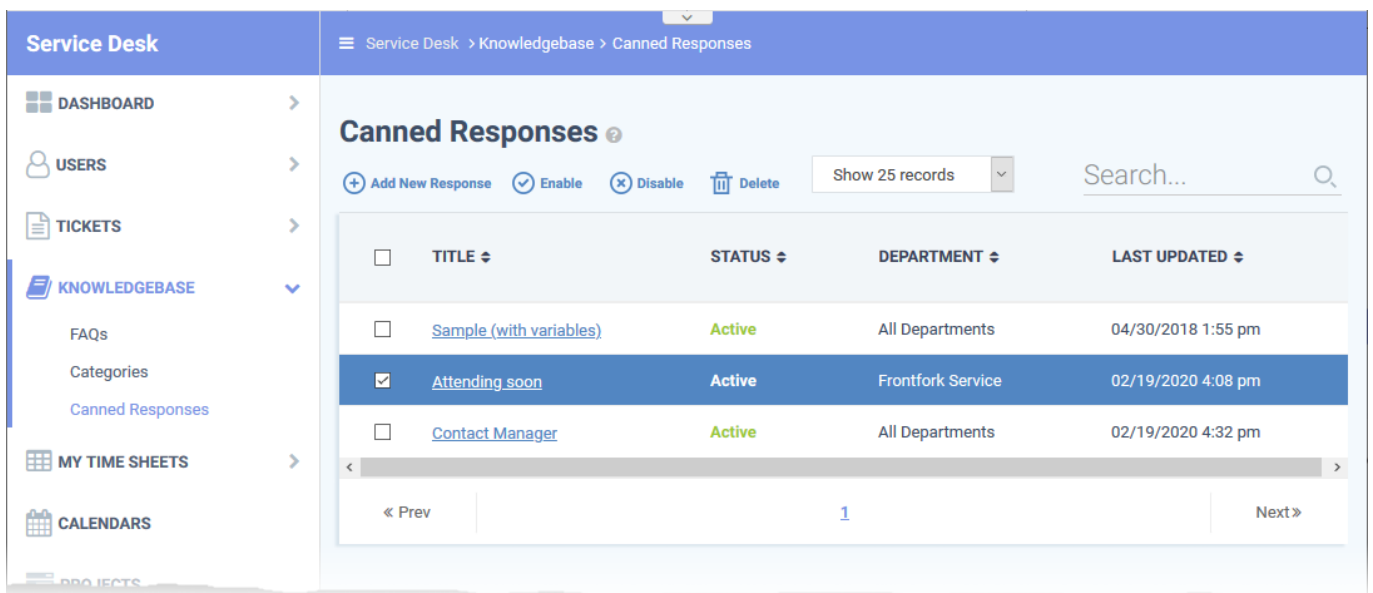 Service Desk
Service Desk > Knowledgebase > Canned Responses
DASHBOARD
USERS
TICKETS
KNOWLEDGEBASE
FAQs
Categories
Canned Responses
MY TIME SHEETS
CALENDARS
PROJECTS
Canned Responses
Add New Response Enable Disable Delete Show 25 records Search...
TITLE STATUS DEPARTMENT LAST UPDATED
Sample (with variables) Active All Departments 04/30/2018 1:55 pm
Attending soon Active Frontfork Service 02/19/2020 4:08 pm
Contact Manager Active All Departments 02/19/2020 4:32 pm
« Prev 1 Next »